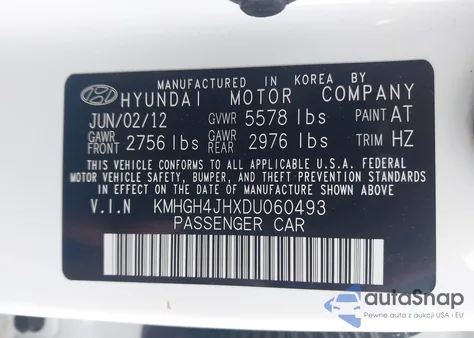 MANUFACTURED IN KOREA BY
HYUNDAI MOTOR COMPANY
JUN/02/12 GVWR 5578 lbs PAINT AT
GAWR FRONT 2756 lbs GAWR REAR 2976 lbs TRIM HZ
THIS VEHICLE CONFORMS TO ALL APPLICABLE U.S.A. FEDERAL
MOTOR VEHICLE SAFETY, BUMPER, AND THEFT PREVENTION STANDARDS
IN EFFECT ON THE DATE OF MANUFACTURE SHOWN ABOVE.
V.I.N KMHGH4JHXDU060493
PASSENGER CAR
autoSnap
Pewne auta z aukcji USA i EU